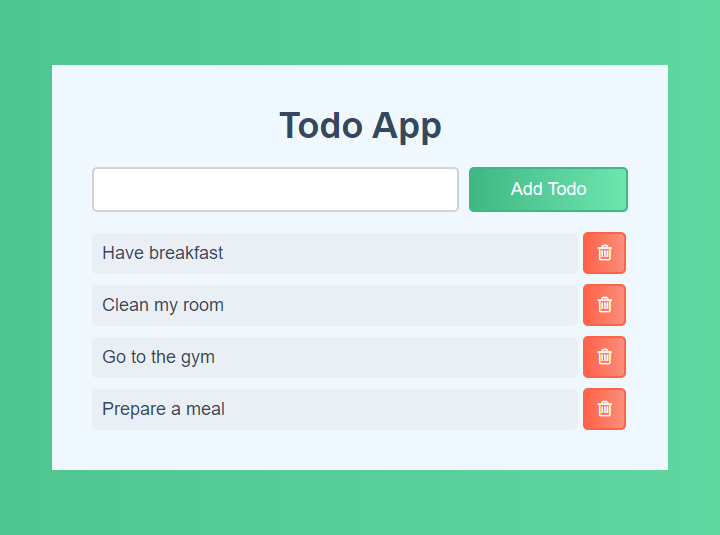 Todo App
Add Todo
Have breakfast
Clean my room
Go to the gym
Prepare a meal